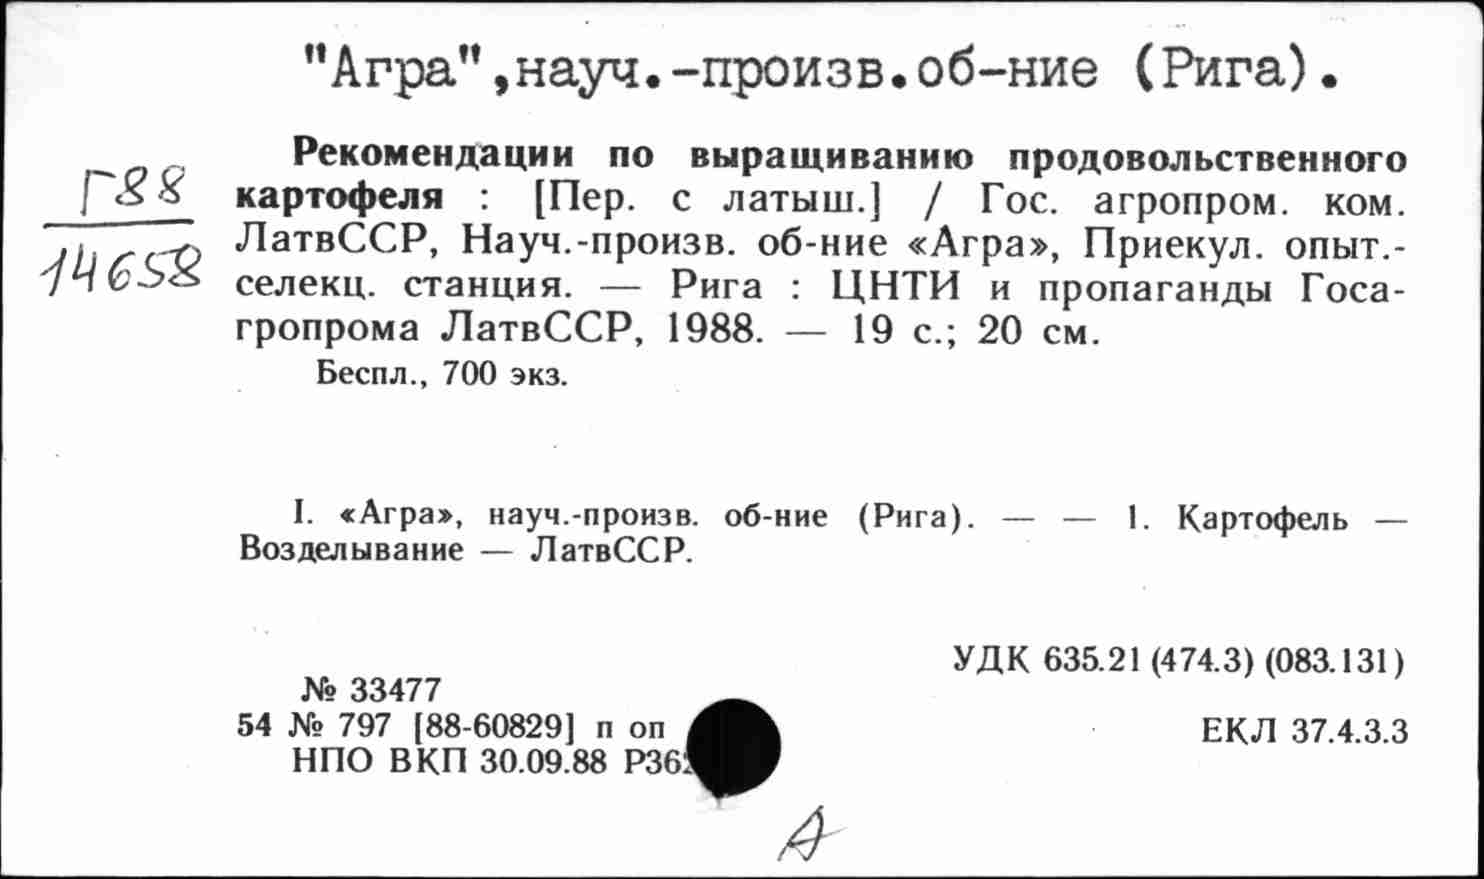 "Агра",науч.-произв.об-ние (Рига).
Рекомендации по выращиванию продовольственного
Г88
картофеля : [Пер. с латыш.] / Гос. агропром. ком.
14658
ЛатвССР, Науч.-произв. об-ние «Агра», Приекул. опыт.-
селекц. станция. — Рига : ЦНТИ и пропаганды Госа-
гропрома ЛатвССР, 1988. — 19 с.; 20 см.
Беспл., 700 экз.
I. «Агра», науч.-произв. об-ние (Рига). — — 1. Картофель —
Возделывание — ЛатвССР.
УДК 635.21 (474.3) (083.131)
№ 33477
54 № 797 [88-60829] п оп
ЕКЛ 37.4.3.3
НПО ВКП 30.09.88
А